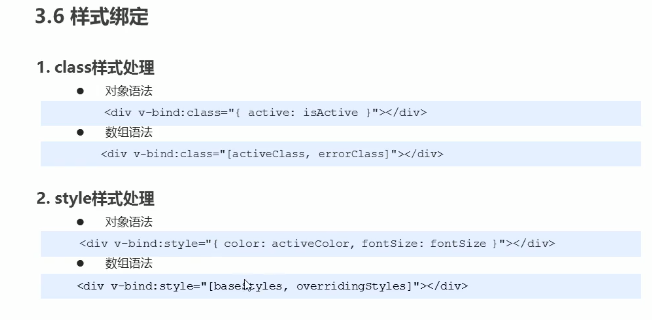 3.6 样式绑定
1. class样式处理
● 对象语法
<div v-bind:class="{ active: isActive }"></div>
● 数组语法
<div v-bind:class="[activeClass, errorClass]"></div>
2. style样式处理
● 对象语法
<div v-bind:style="{ color: activeColor, fontSize: fontSize }"></div>
● 数组语法
<div v-bind:style="[baseStyles, overridingStyles]"></div>